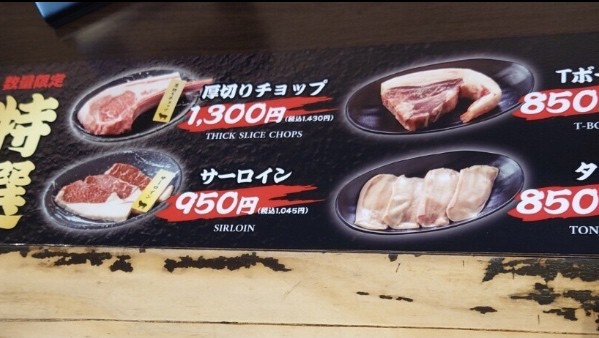 数量限定
特選
厚切りチョップ
1,300円(税込1,430円)
THICK SLICE CHOPS
サーロイン
950円(税込1,045円)
SIRLOIN
Tボ
850
T-BO
タ
850
TON